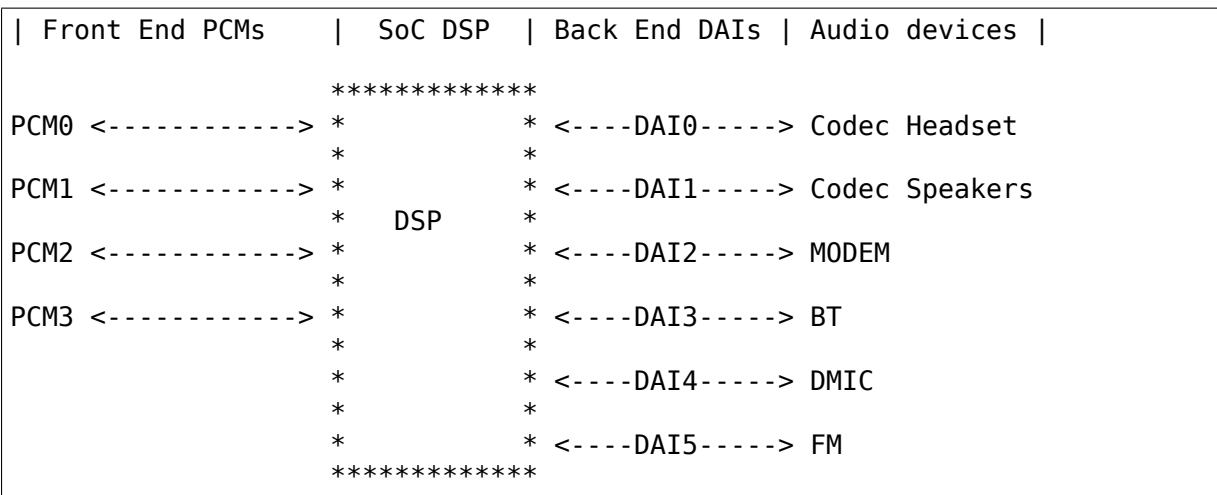 | Front End PCMs    |  SoC DSP  | Back End DAIs | Audio devices |

                    *************
PCM0 <------------> *           * <----DAI0-----> Codec Headset
                    *           *
PCM1 <------------> *           * <----DAI1-----> Codec Speakers
                    *   DSP     *
PCM2 <------------> *           * <----DAI2-----> MODEM
                    *           *
PCM3 <------------> *           * <----DAI3-----> BT
                    *           *
                    *           * <----DAI4-----> DMIC
                    *           *
                    *           * <----DAI5-----> FM
                    *************